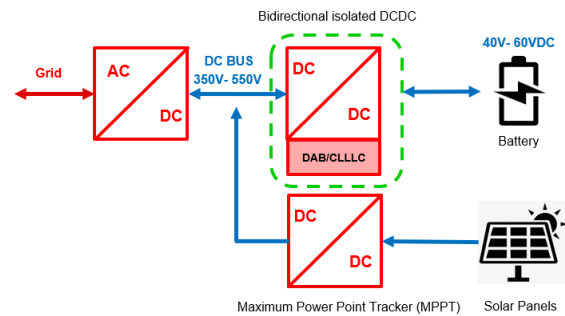 Bidirectional isolated DCDC
Grid
AC
DC
DC BUS
350V- 550V
DC
DC
DAB/CLLLC
40V- 60VDC
Battery
DC
DC
Maximum Power Point Tracker (MPPT)
Solar Panels